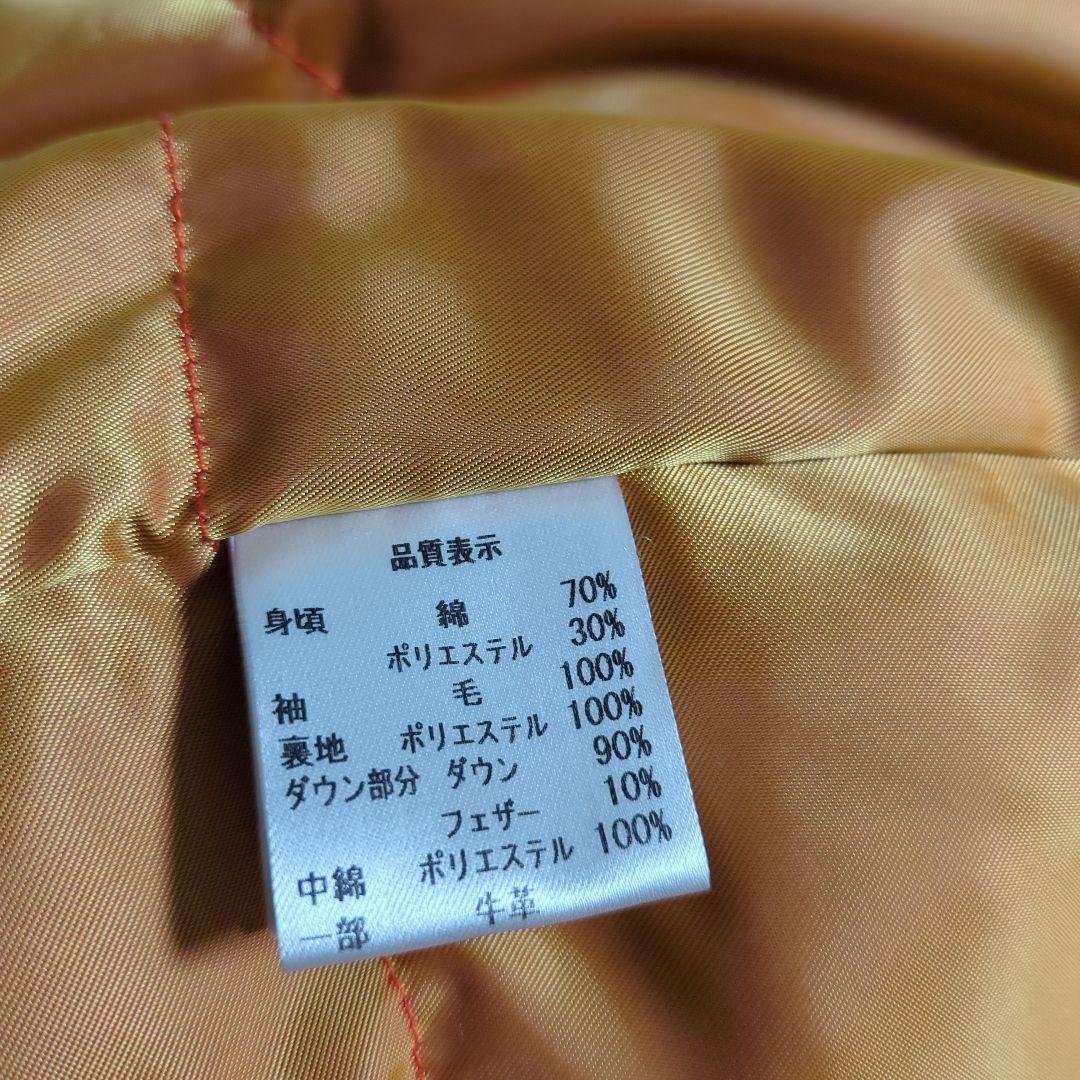 品質表示
身頃 綿 70%
ポリエステル 30%
袖 毛 100%
裏地 ポリエステル 100%
ダウン部分 ダウン 90%
フェザー 10%
中綿 ポリエステル 100%
一部 牛革